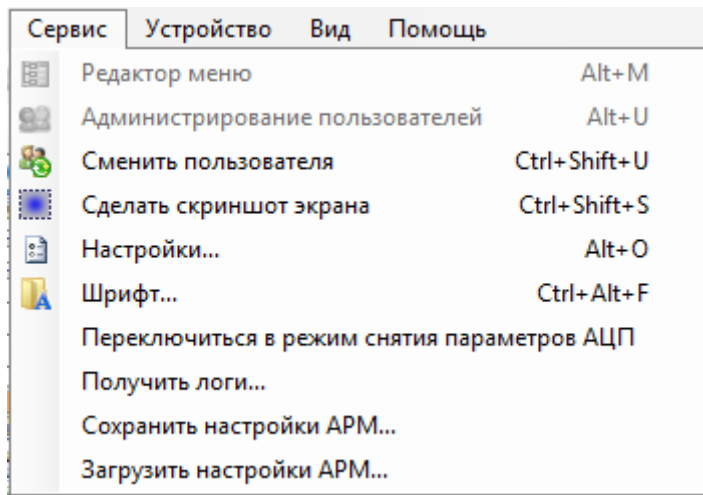 Сервис Устройство Вид Помощь
Редактор меню Alt+M
Администрирование пользователей Alt+U
Сменить пользователя Ctrl+Shift+U
Сделать скриншот экрана Ctrl+Shift+S
Настройки... Alt+O
Шрифт... Ctrl+Alt+F
Переключиться в режим снятия параметров АЦП
Получить логи...
Сохранить настройки АРМ...
Загрузить настройки АРМ...